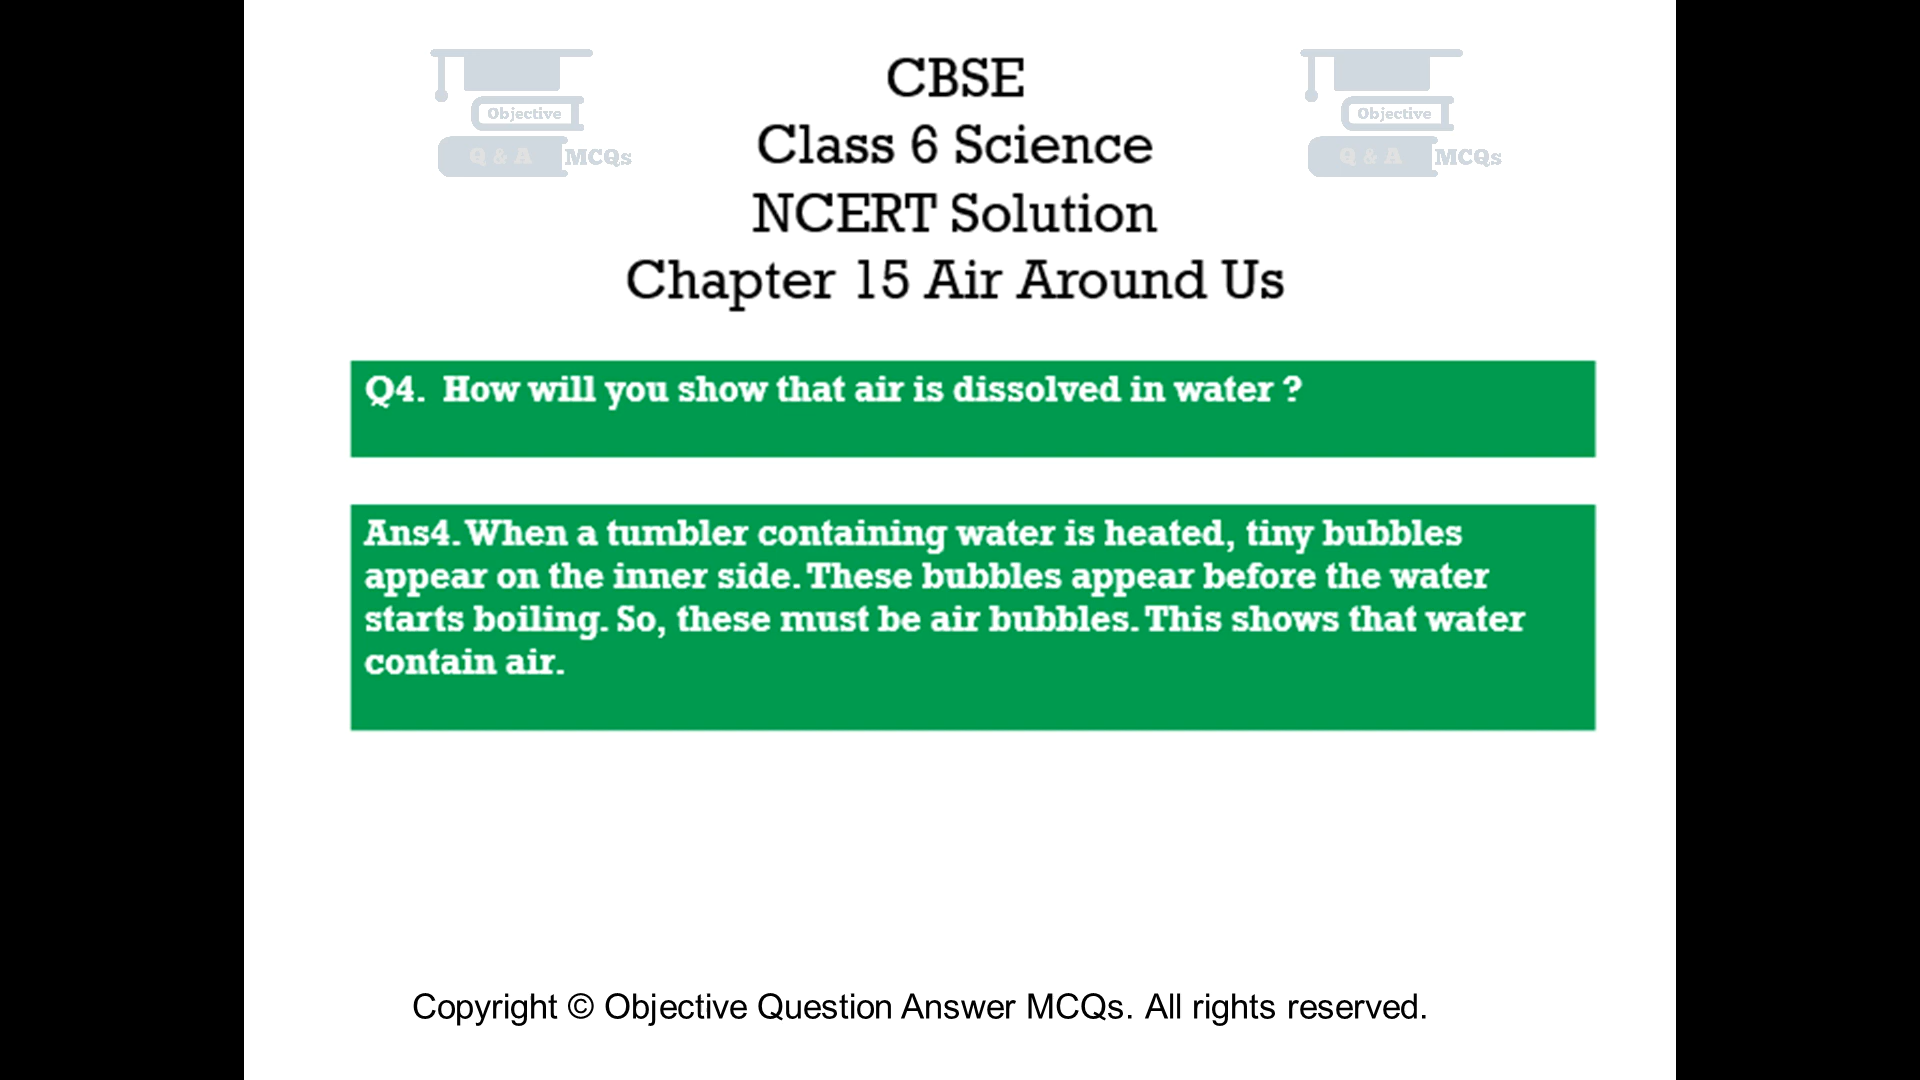 CBSE
Class 6 Science
NCERT Solution
Chapter 15 Air Around Us
Objective
Q & A MCQs
Objective
Q & A MCQs
Q4.  How will you show that air is dissolved in water ?
Ans4. When a tumbler containing water is heated, tiny bubbles
appear on the inner side. These bubbles appear before the water
starts boiling. So, these must be air bubbles. This shows that water
contain air.
Copyright © Objective Question Answer MCQs. All rights reserved.